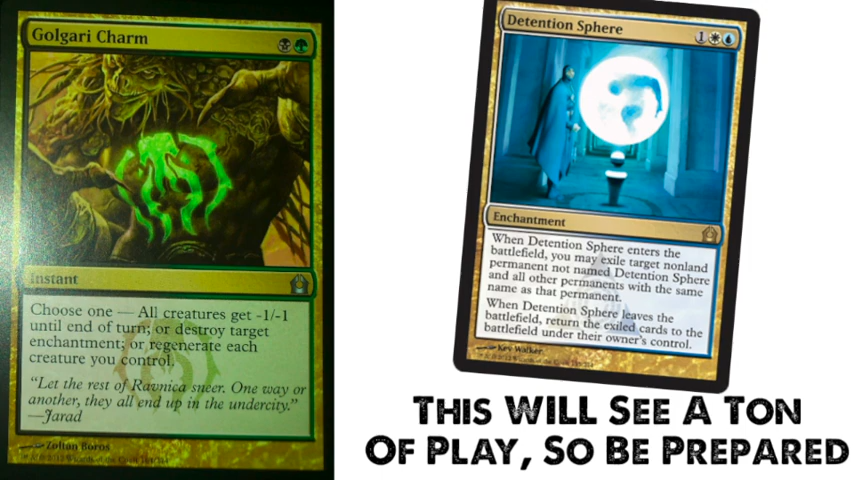 Golgari Charm
Instant
Choose one — All creatures get -1/-1
until end of turn; or destroy target
enchantment; or regenerate each
creature you control.
"Let the rest of Ravnica sneer. One way or
another, they all end up in the undercity."
—Jarad
Zoltan Boros
Detention Sphere
1
Enchantment
When Detention Sphere enters the
battlefield, you may exile target nonland
permanent not named Detention Sphere
and all other permanents with the same
name as that permanent.
When Detention Sphere leaves the
battlefield, return the exiled cards to the
battlefield under their owner's control.
Kev Walker
This Will See A Ton
Of Play, So Be Prepared